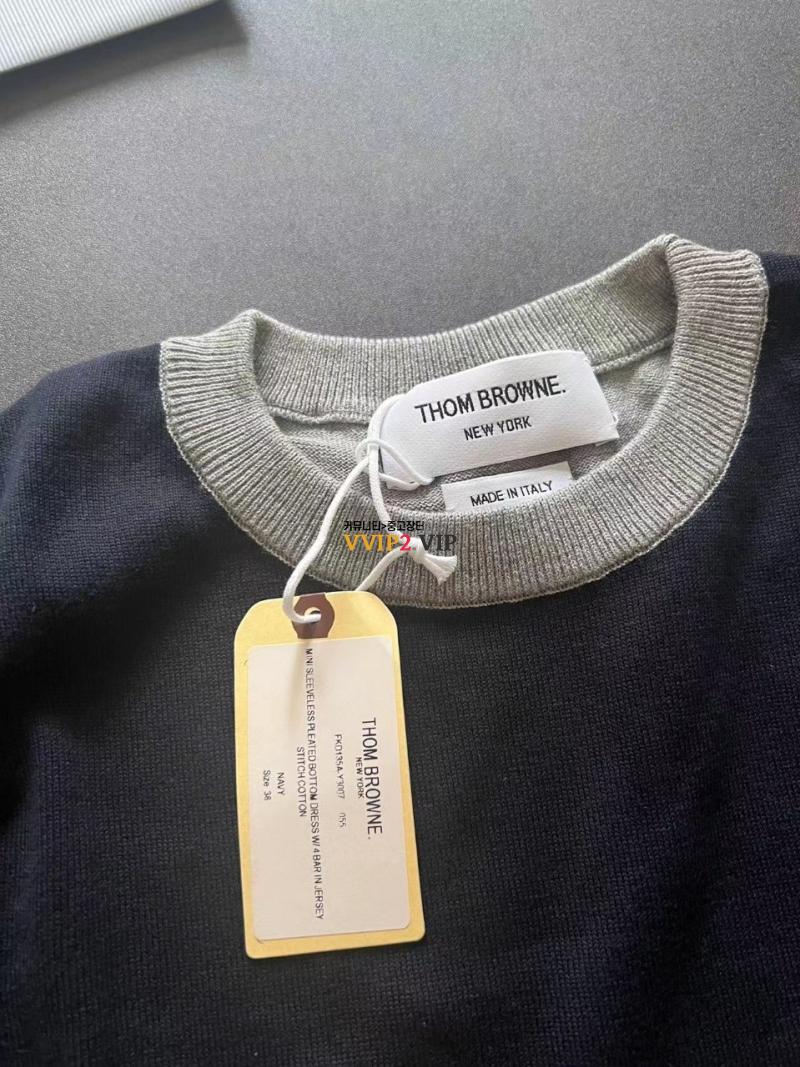 THOM BROWNE.
NEW YORK
MADE IN ITALY
커뮤니티>중고장터
VVIP2.VIP
THOM BROWNE.
NEW YORK
FKD135A-Y3007 055
MINI SLEEVELESS PLEATED BOTTOM DRESS W/ 4 BAR IN JERSEY
STITCH COTTON
NAVY
Size 38